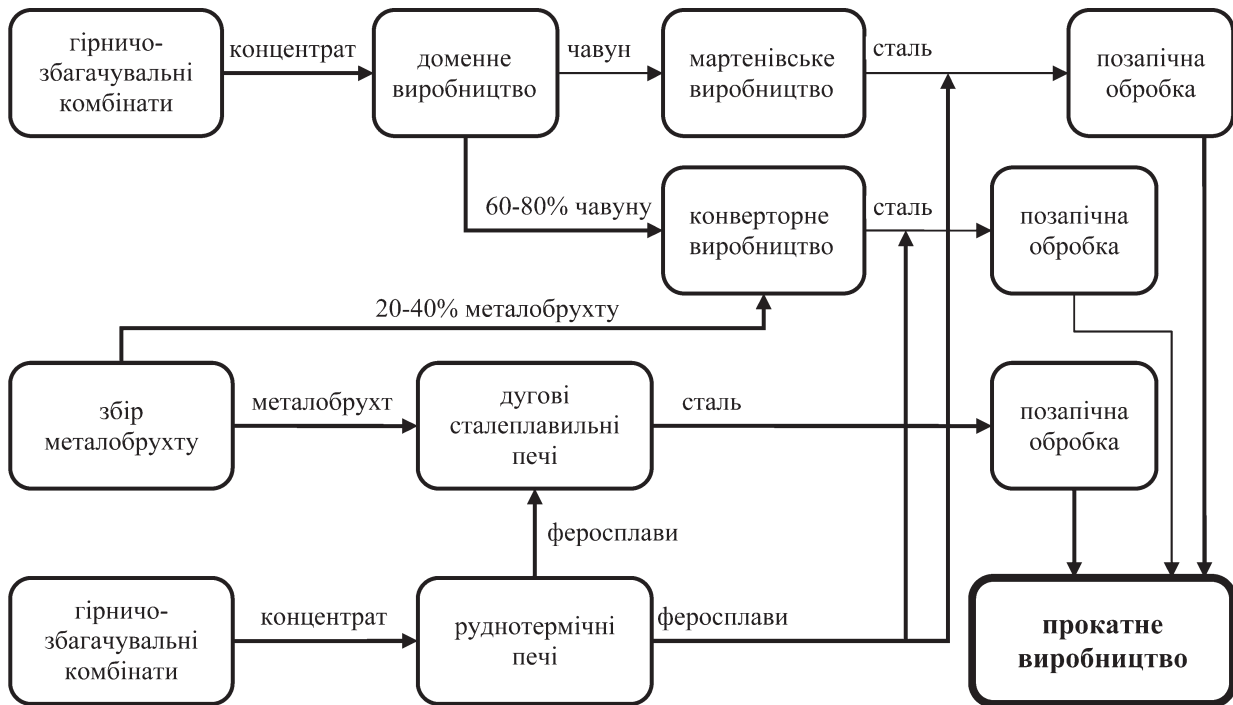 гірничо-
збагачувальні
комбінати
концентрат
доменне
виробництво
чавун
мартенівське
виробництво
сталь
позапічна
обробка
60-80% чавуну
конверторне
виробництво
сталь
позапічна
обробка
20-40% металобрухту
збір
металобрухту
металобрухт
дугові
сталеплавильні
печі
сталь
позапічна
обробка
феросплави
гірничо-
збагачувальні
комбінати
концентрат
руднотермічні
печі
феросплави
прокатне
виробництво